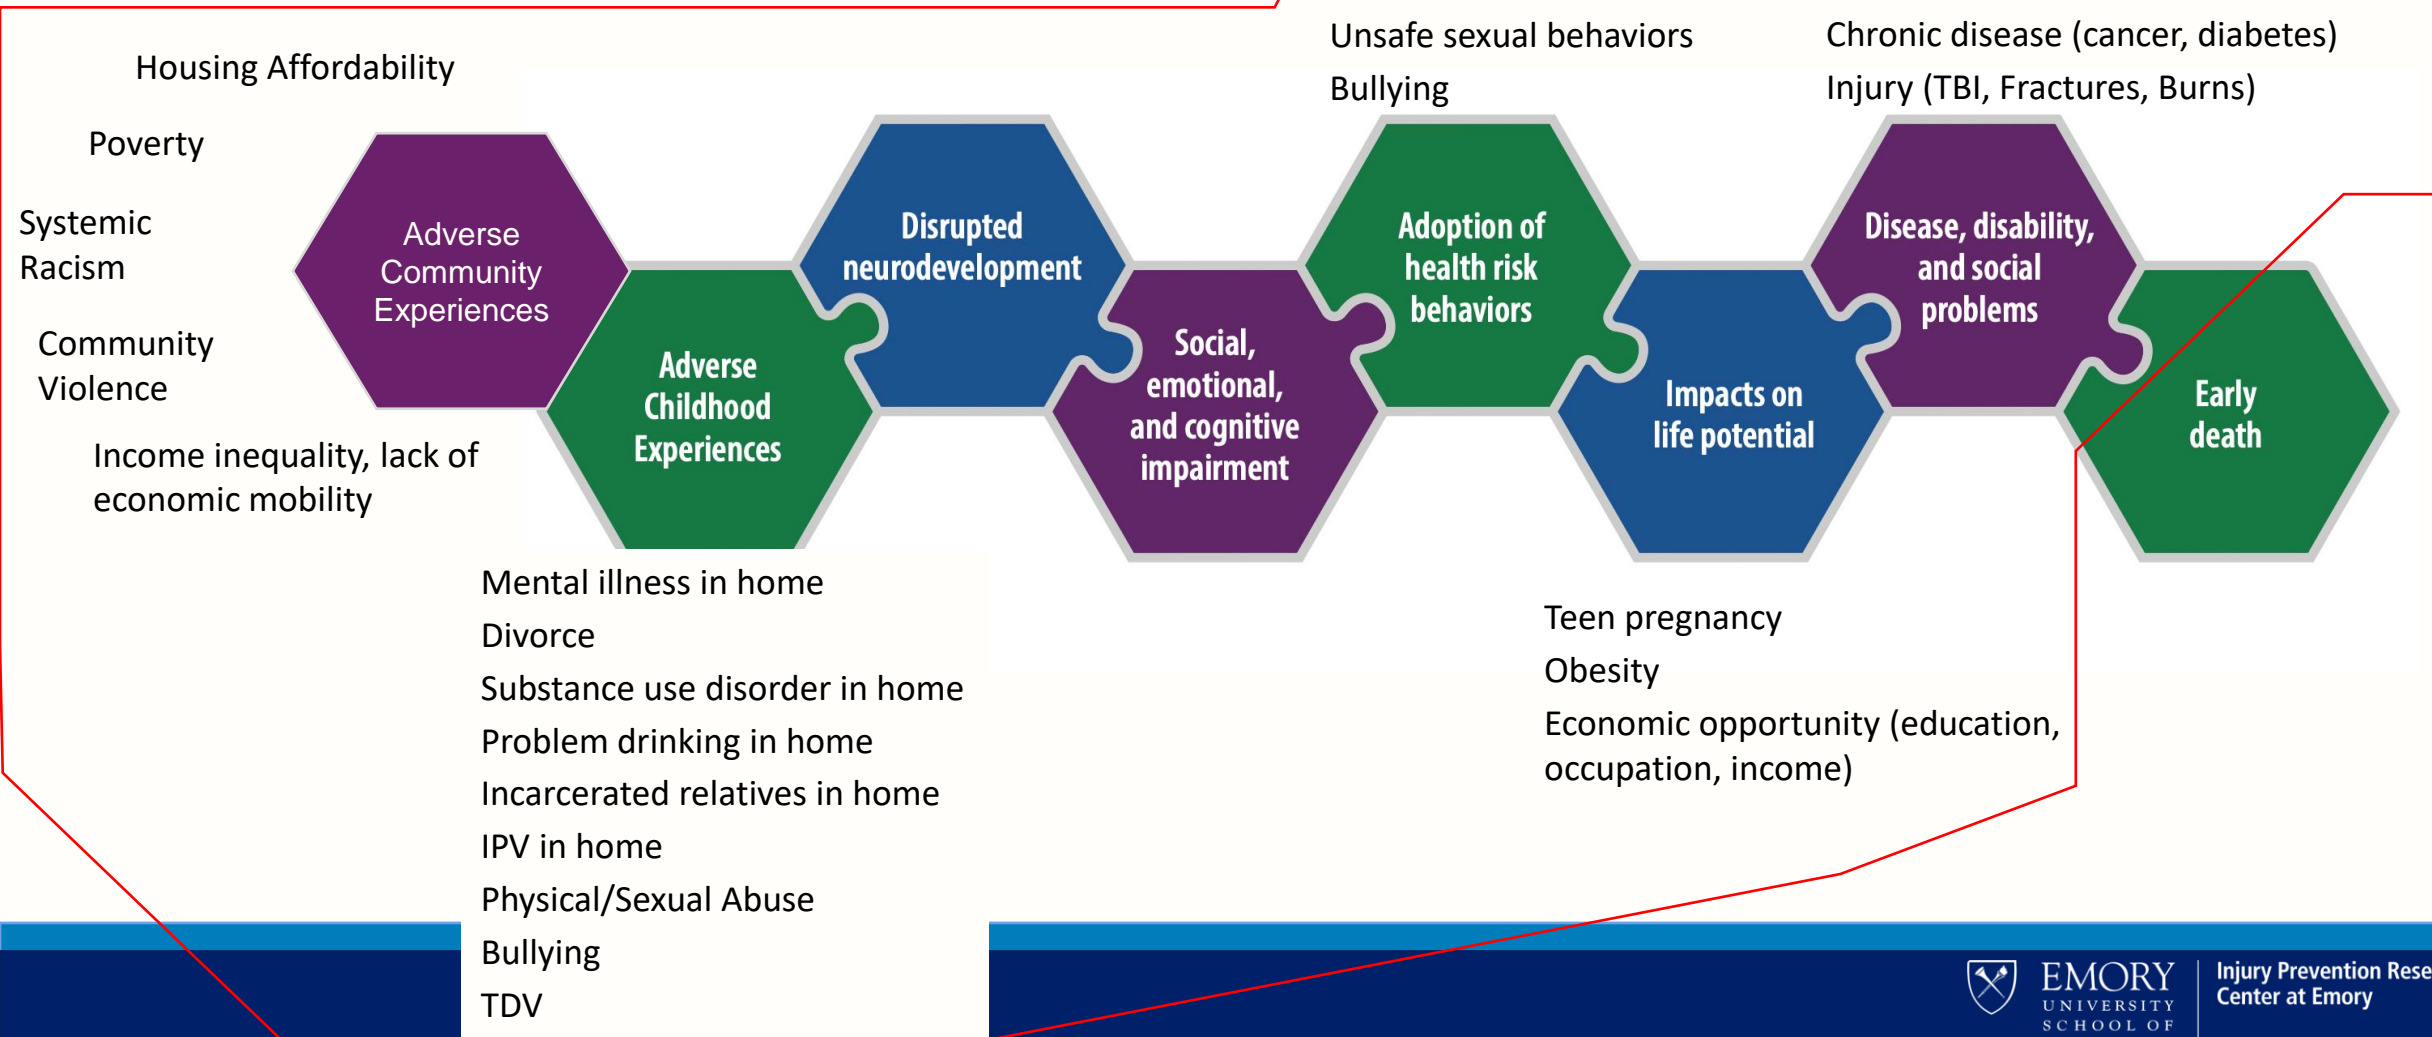 Housing Affordability
Poverty
Systemic
Racism
Community
Violence
Income inequality, lack of
economic mobility
Adverse
Community
Experiences
Adverse
Childhood
Experiences
Mental illness in home
Divorce
Substance use disorder in home
Problem drinking in home
Incarcerated relatives in home
IPV in home
Physical/Sexual Abuse
Bullying
TDV
Disrupted
neurodevelopment
Social,
emotional,
and cognitive
impairment
Unsafe sexual behaviors
Bullying
Adoption of
health risk
behaviors
Impacts on
life potential
Teen pregnancy
Obesity
Economic opportunity (education,
occupation, income)
Chronic disease (cancer, diabetes)
Injury (TBI, Fractures, Burns)
Disease, disability,
and social
problems
Early
death
EMORY
UNIVERSITY
SCHOOL OF
Injury Prevention Rese
Center at Emory